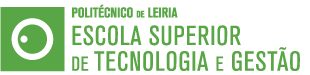 POLITÉCNICO DE LEIRIA
ESCOLA SUPERIOR
DE TECNOLOGIA E GESTÃO